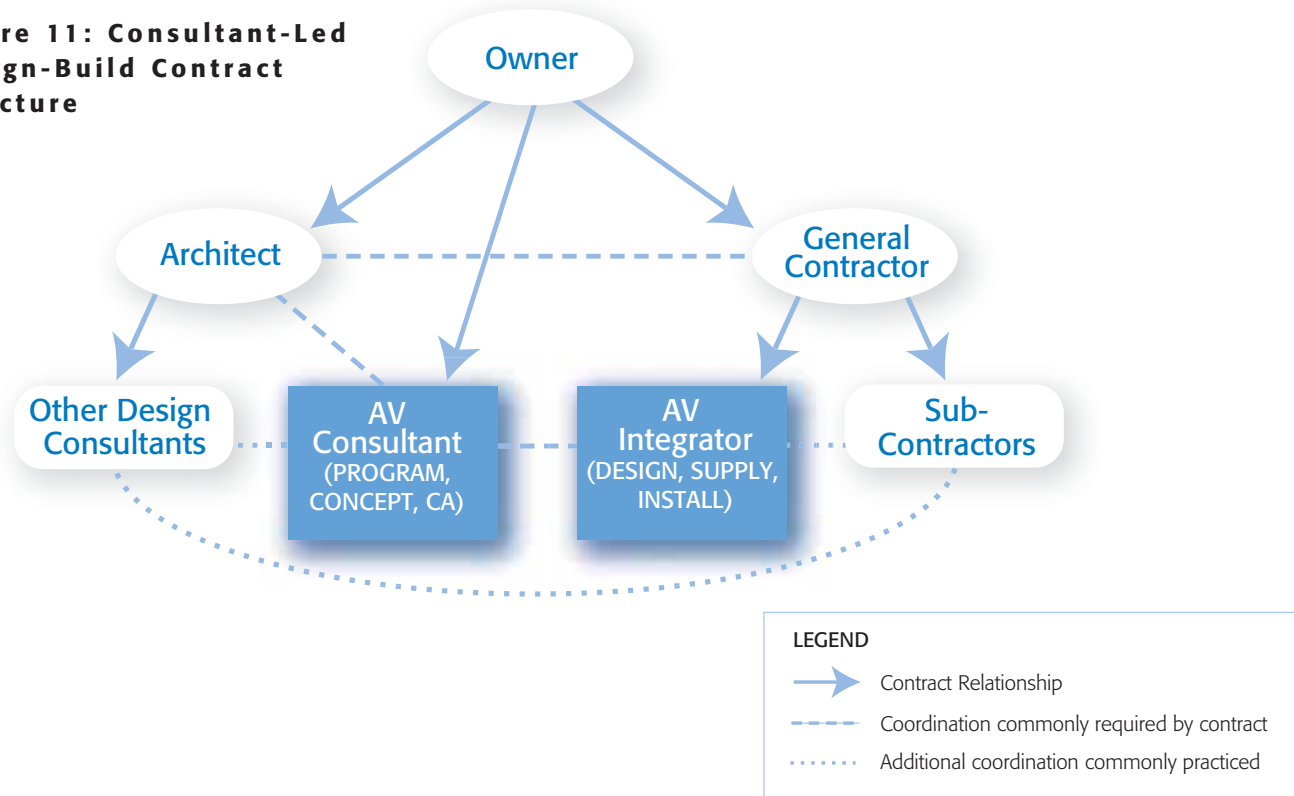 re 11: Consultant-Led
gn-Build Contract
cture
Owner
Architect
General
Contractor
Other Design
Consultants
AV
Consultant
(PROGRAM,
CONCEPT, CA)
AV
Integrator
(DESIGN, SUPPLY,
INSTALL)
Sub-
Contractors
LEGEND
Contract Relationship
Coordination commonly required by contract
Additional coordination commonly practiced